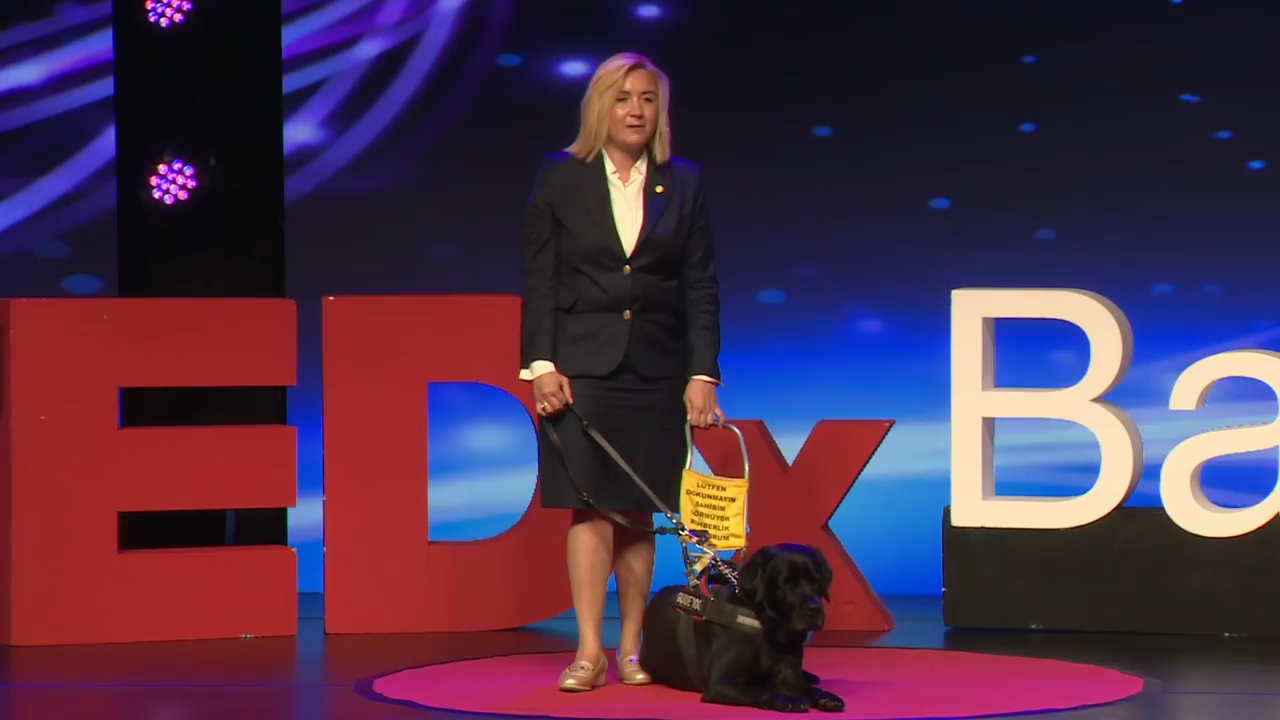 EDx Ba
LÜTFEN
DOKUNMAYIN
SAHİBİM
GÖRMÜYOR
REHBERLİK